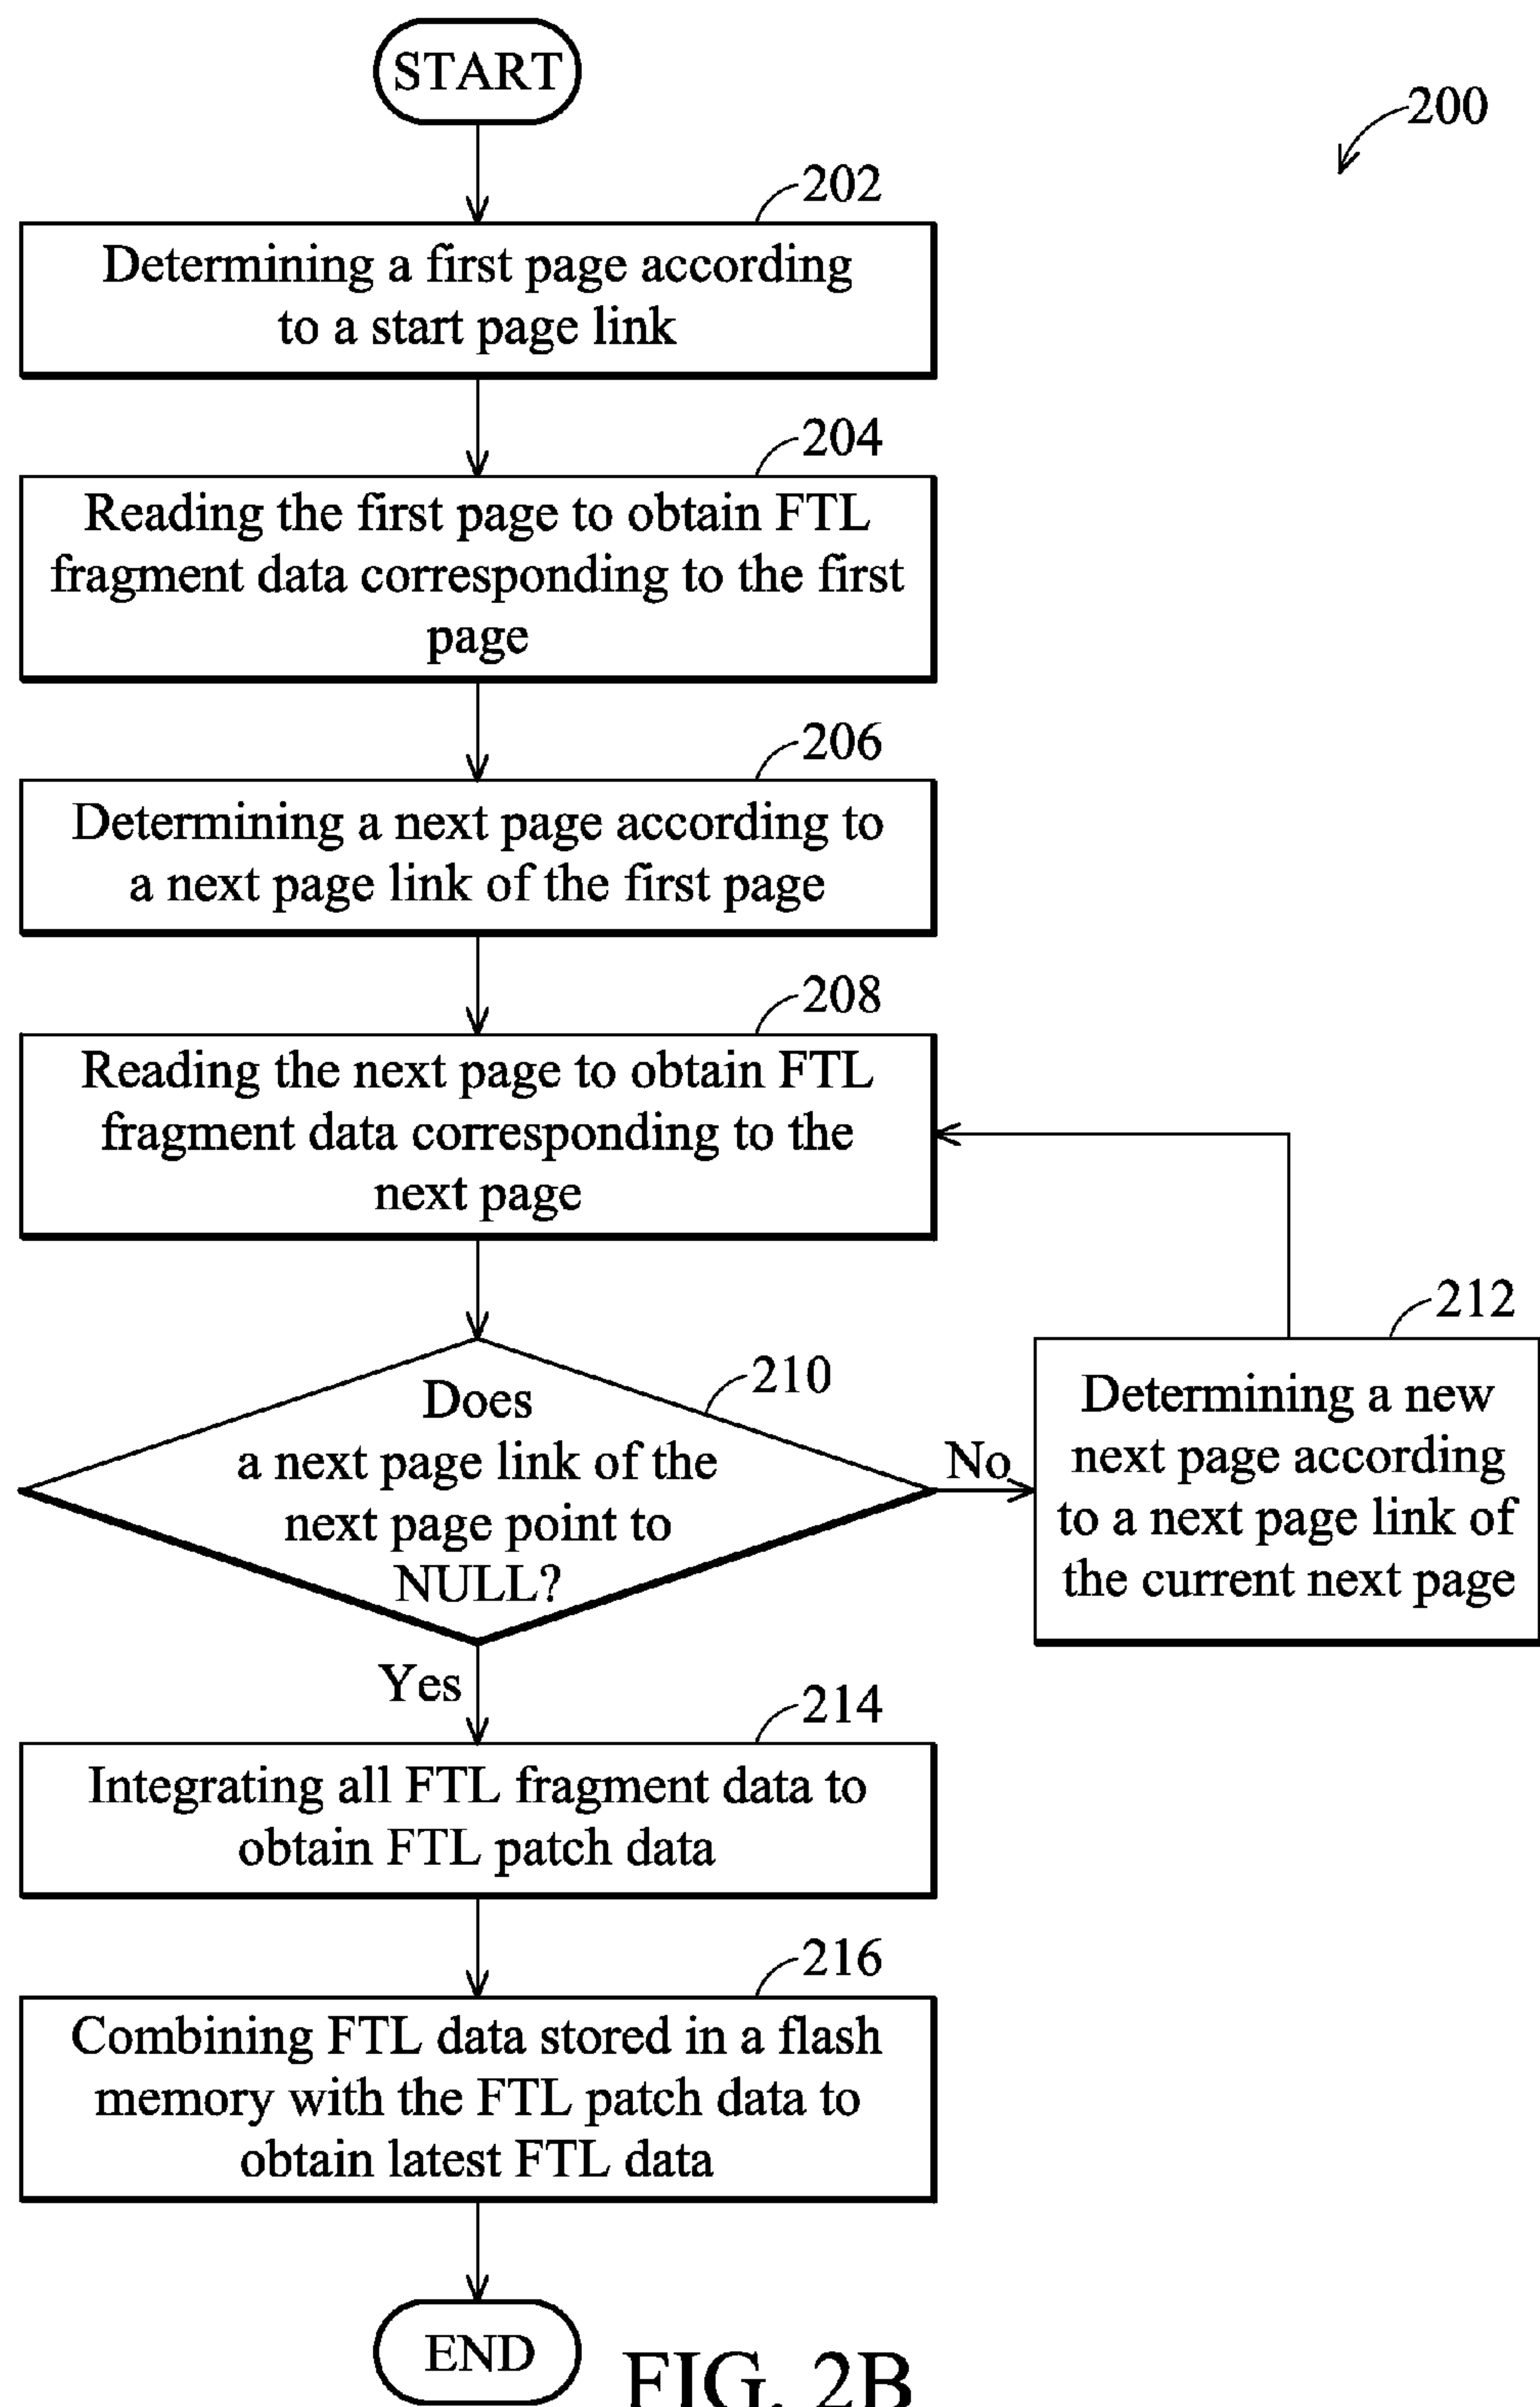 START
200
202
Determining a first page according
to a start page link
204
Reading the first page to obtain FTL
fragment data corresponding to the first
page
206
Determining a next page according to
a next page link of the first page
208
Reading the next page to obtain FTL
fragment data corresponding to the
next page
210
Does
a next page link of the
next page point to
NULL?
No
212
Determining a new
next page according
to a next page link of
the current next page
Yes
214
Integrating all FTL fragment data to
obtain FTL patch data
216
Combining FTL data stored in a flash
memory with the FTL patch data to
obtain latest FTL data
END
FIG. 2B